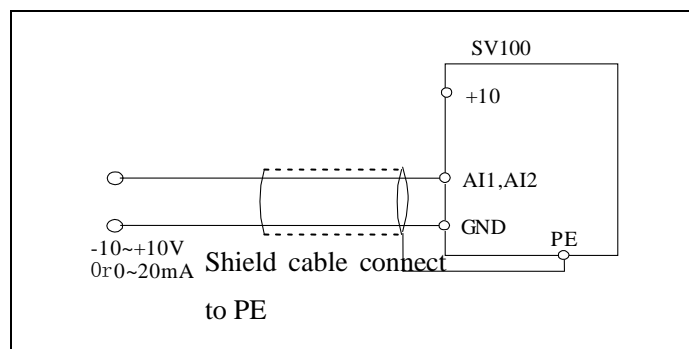 SV100
+10
AI1,AI2
GND
PE
-10~+10V
0r0~20mA
Shield cable connect
to PE